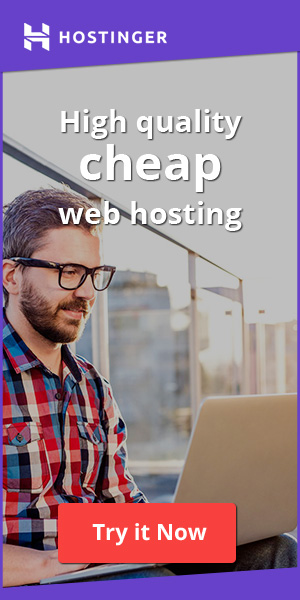 HOSTINGER
High quality
cheap
web hosting
Try it Now